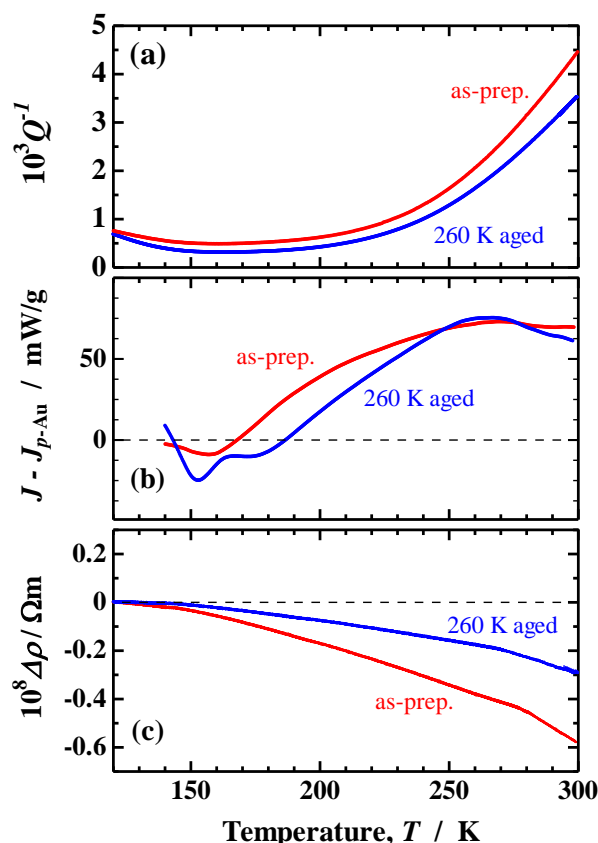 (a)
5
4
3
2
1
0
10³Q⁻¹
as-prep.
260 K aged
50
0
J - Jp-Au / mW/g
as-prep.
260 K aged
(b)
0.2
0
-0.2
-0.4
-0.6
10⁸Δρ / Ωm
260 K aged
as-prep.
(c)
150 200 250 300
Temperature, T / K